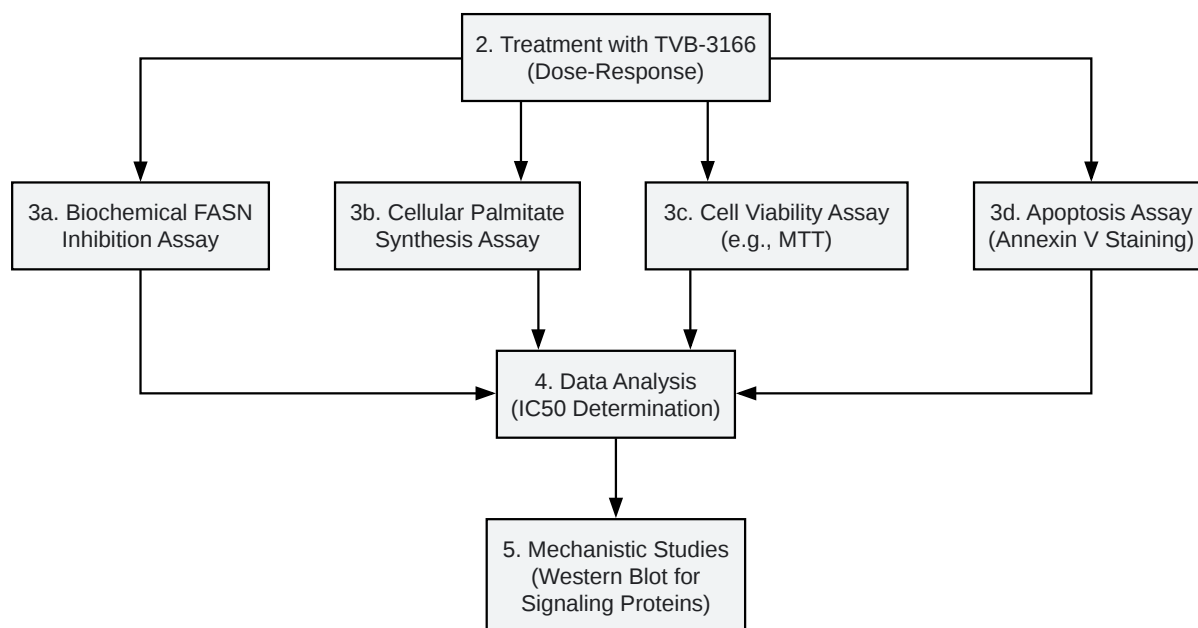 2. Treatment with TVB-3166
(Dose-Response)
3a. Biochemical FASN
Inhibition Assay
3b. Cellular Palmitate
Synthesis Assay
3c. Cell Viability Assay
(e.g., MTT)
3d. Apoptosis Assay
(Annexin V Staining)
4. Data Analysis
(IC50 Determination)
5. Mechanistic Studies
(Western Blot for
Signaling Proteins)